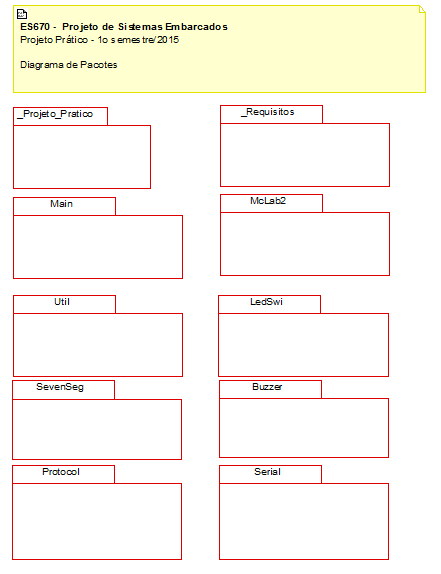 ES670 - Projeto de Sistemas Embarcados
Projeto Prático - 1o semestre/2015
Diagrama de Pacotes
_Projeto_Pratico
_Requisitos
Main
McLab2
Util
LedSwi
SevenSeg
Buzzer
Protocol
Serial